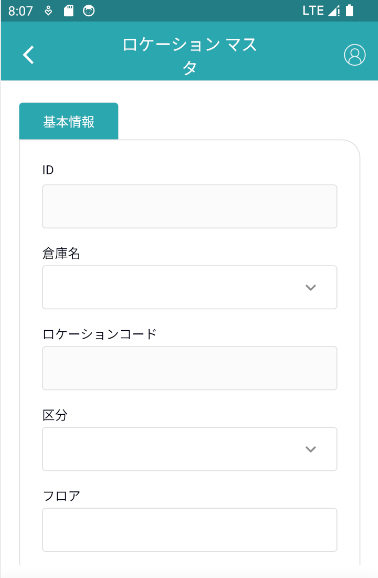 8:07 LTE
ロケーション マス
タ
基本情報
ID
倉庫名
ロケーションコード
区分
フロア